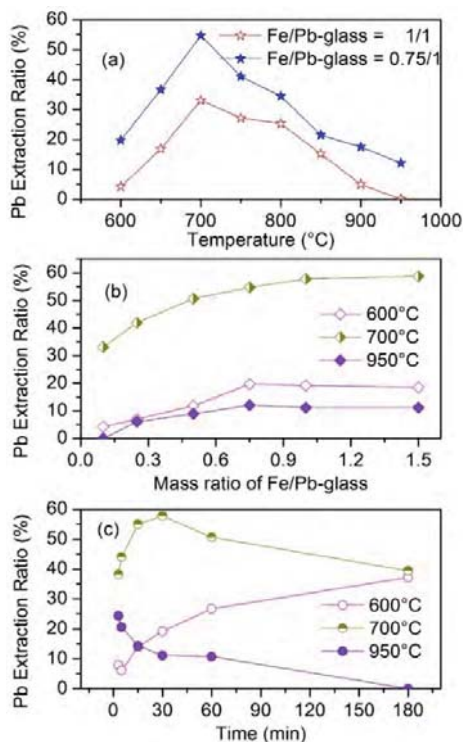 Pb Extraction Ratio (%)
60
50
40
30
20
10
0
(a)
Fe/Pb-glass = 1/1
Fe/Pb-glass = 0.75/1
600 700 800 900 1000
Temperature (°C)
Pb Extraction Ratio (%)
60
50
40
30
20
10
0
(b)
600°C
700°C
950°C
0.0 0.3 0.6 0.9 1.2 1.5
Mass ratio of Fe/Pb-glass
Pb Extraction Ratio (%)
60
50
40
30
20
10
0
(c)
600°C
700°C
950°C
0 30 60 90 120 150 180
Time (min)